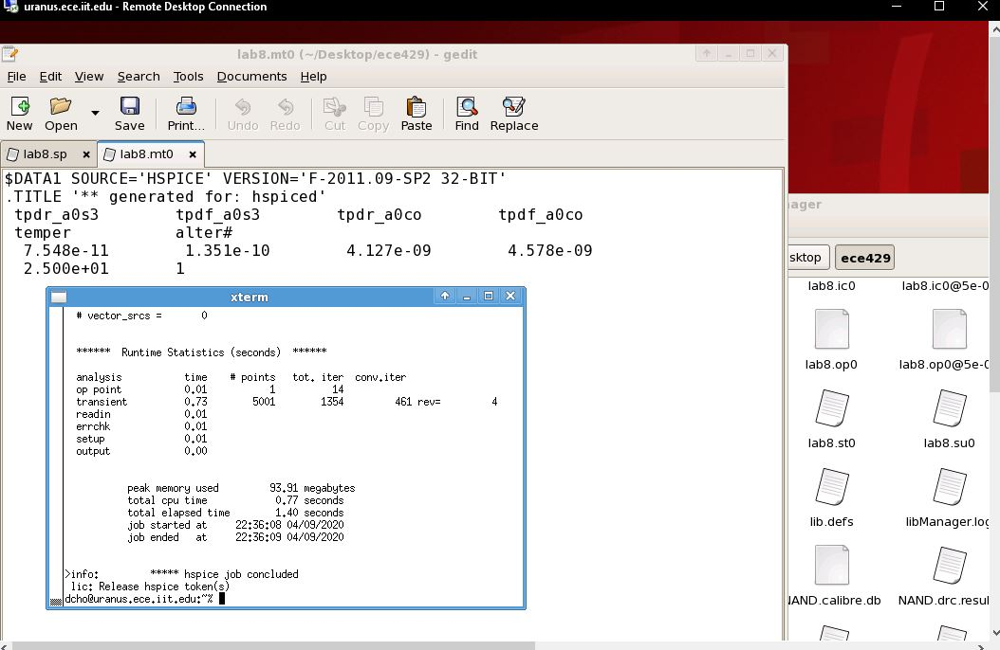 uranus.ece.iit.edu - Remote Desktop Connection
lab8.mt0 (~/Desktop/ece429) - gedit
File Edit View Search Tools Documents Help
New Open Save Print... Undo Redo Cut Copy Paste Find Replace
lab8.sp lab8.mt0
$DATA1 SOURCE='HSPICE' VERSION='F-2011.09-SP2 32-BIT'
.TITLE '** generated for: hspiced'
tpdr_a0s3 tpdf_a0s3 tpdr_a0co tpdf_a0co
temper alter#
7.548e-11 1.351e-10 4.127e-09 4.578e-09
2.500e+01 1
xterm
# vector_srcs = 0
****** Runtime Statistics (seconds) ******
analysis time # points tot. iter conv.iter
op point 0.01 1 14
transient 0.73 5001 1354 461 rev= 4
readin 0.01
errchk 0.01
setup 0.01
output 0.00
peak memory used 93.91 megabytes
total cpu time 0.77 seconds
total elapsed time 1.40 seconds
job started at 22:36:08 04/09/2020
job ended at 22:36:09 04/09/2020
>info: ***** hspice job concluded
lic: Release hspice token(s)
dcho@uranus.ece.iit.edu:~%
ager
sktop ece429
lab8.ic0 lab8.ic0@5e-
lab8.op0 lab8.op0@5e-
lab8.st0 lab8.su0
lib.defs libManager.log
NAND.calibre.db NAND.drc.resu